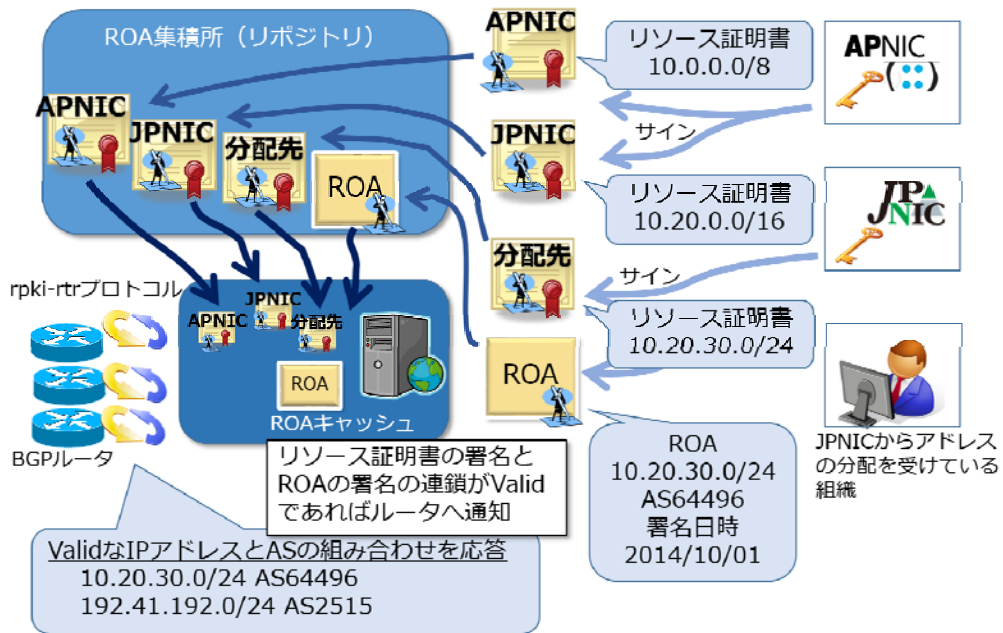 ROA集積所（リポジトリ）
APNIC
JPNIC
分配先
ROA
APNIC
リソース証明書
10.0.0.0/8
APNIC
サイン
JPNIC
リソース証明書
10.20.0.0/16
JPNIC
分配先
サイン
リソース証明書
10.20.30.0/24
ROA
ROA
10.20.30.0/24
AS64496
署名日時
2014/10/01
JPNICからアドレス
の分配を受けている
組織
rpki-rtrプロトコル
BGPルータ
APNIC
JPNIC
分配先
ROA
ROAキャッシュ
リソース証明書の署名と
ROAの署名の連鎖がValid
であればルータへ通知
ValidなIPアドレスとASの組み合わせを応答
10.20.30.0/24 AS64496
192.41.192.0/24 AS2515